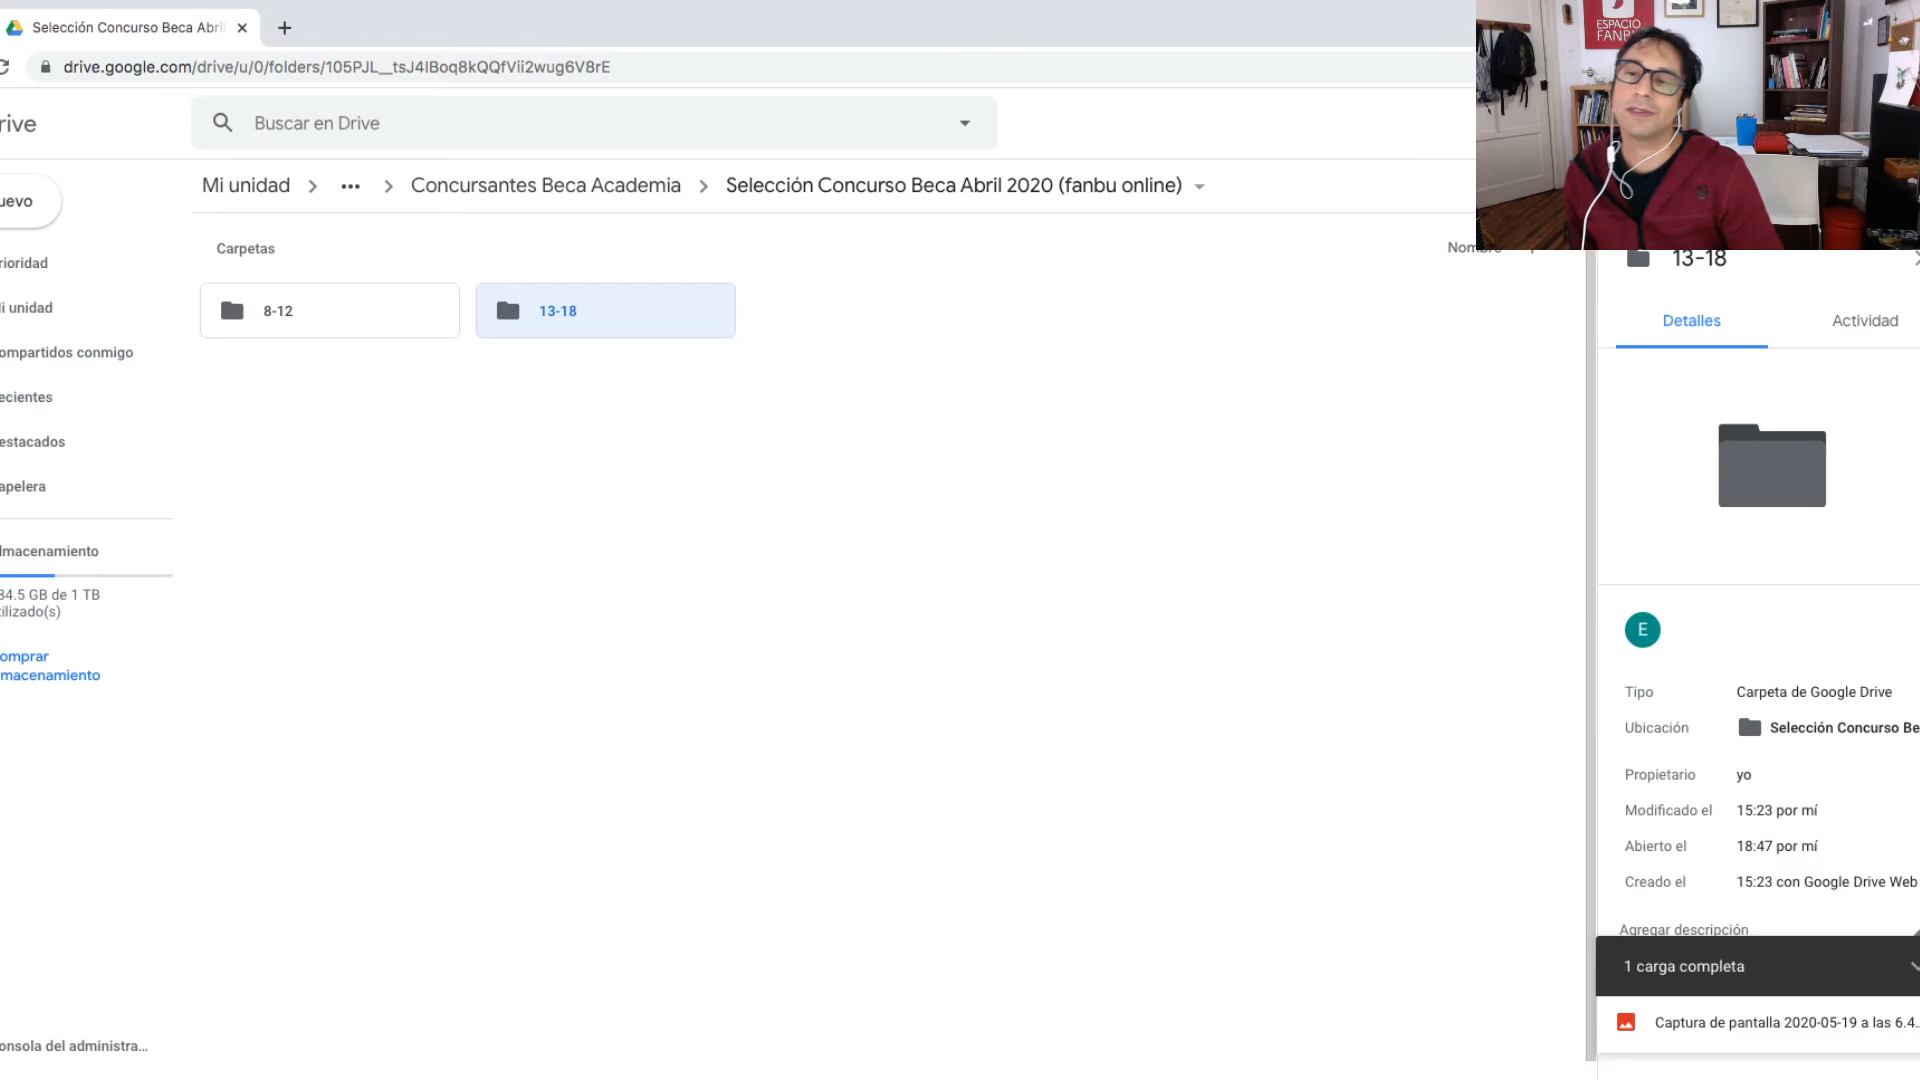 Selección Concurso Beca Abri
drive.google.com/drive/u/0/folders/105PJL__tsJ4lBoq8kQQfVii2wug6V8rE
rive
Buscar en Drive
ESPACIO
Mi unidad
Concursantes Beca Academia
Selección Concurso Beca Abril 2020 (fanbu online)
uevo
Carpetas
8-12
13-18
rioridad
i unidad
ompartidos conmigo
ecientes
estacados
apelera
lmacenamiento
34.5 GB de 1 TB
tilizado(s)
omprar
macenamiento
onsola del administra...
13-18
Detalles
Actividad
E
Tipo
Carpeta de Google Drive
Ubicación
Selección Concurso Be
Propietario
yo
Modificado el
15:23 por mí
Abierto el
18:47 por mí
Creado el
15:23 con Google Drive Web
Agregar descripción
1 carga completa
Captura de pantalla 2020-05-19 a las 6.4...